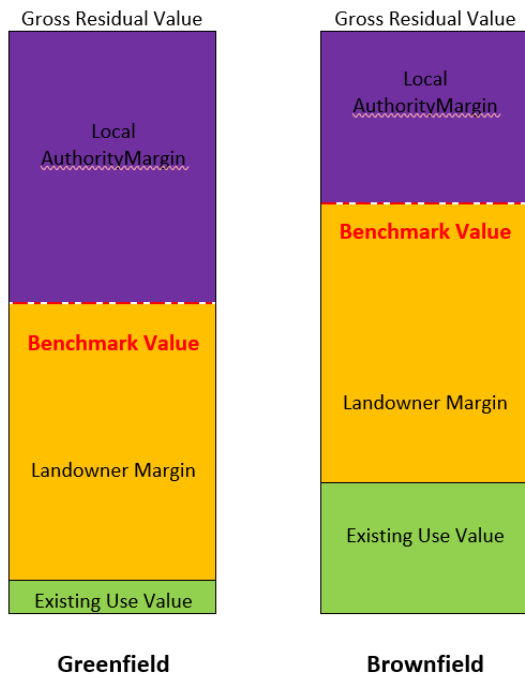 Gross Residual Value
Local
AuthorityMargin
Benchmark Value
Landowner Margin
Existing Use Value
Greenfield
Gross Residual Value
Local
AuthorityMargin
Benchmark Value
Landowner Margin
Existing Use Value
Brownfield